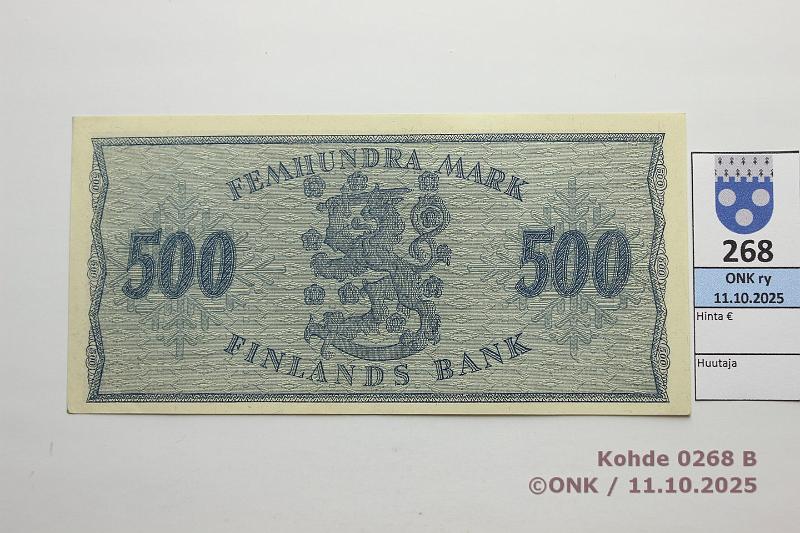 FEMHUNDRA MARK
500 500
FINLANDS BANK
268
ONK ry
11.10.2025
Hinta €
Huutaja
Kohde 0268 B
©ONK / 11.10.2025